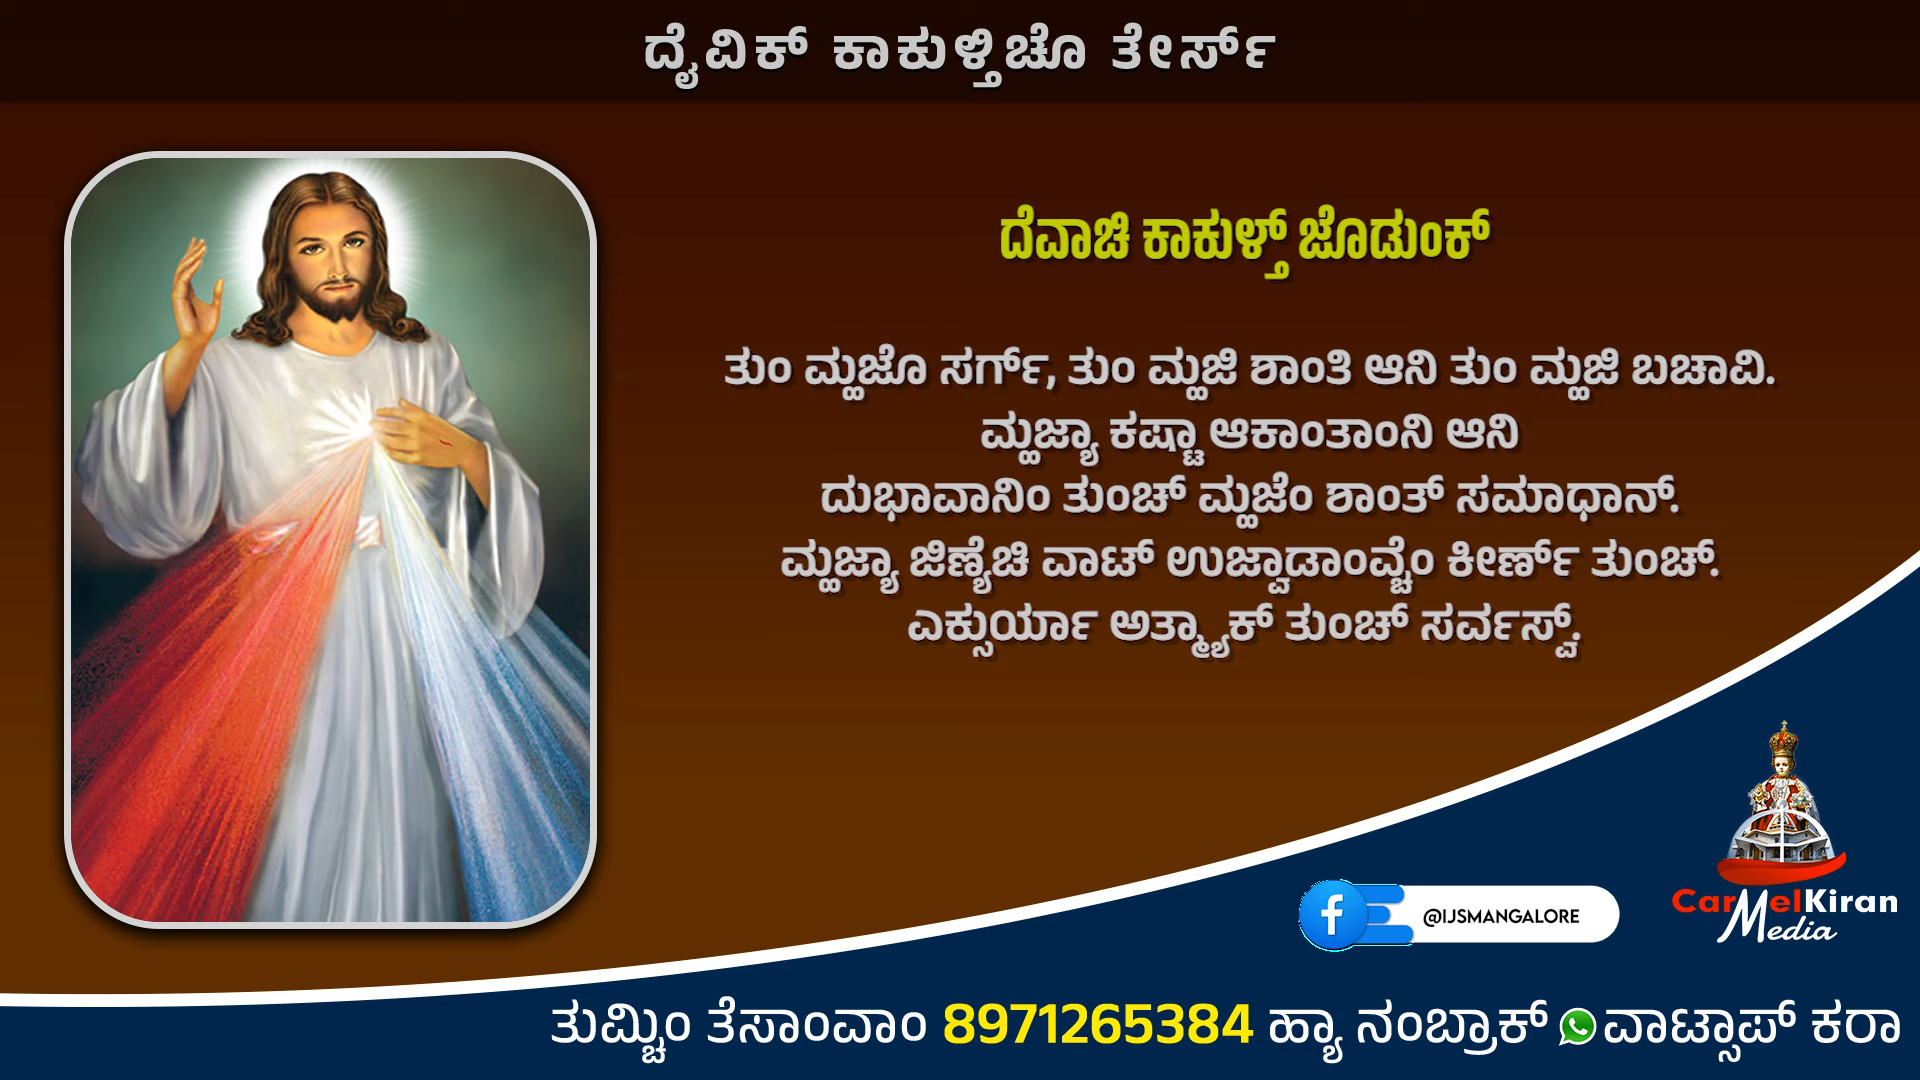 ದೈವಿಕ್ ಕಾಕುಳ್ತಿಚೊ ತೇರ್ಸ್
ದೆವಾಚಿ ಕಾಕುಳ್ತ್ ಜೊಡುಂಕ್
ತುಂ ಮ್ಹಜೊ ಸರ್ಗ್, ತುಂ ಮ್ಹಜಿ ಶಾಂತಿ ಆನಿ ತುಂ ಮ್ಹಜಿ ಬಚಾವಿ.
ಮ್ಹಜ್ಯಾ ಕಷ್ಟಾ ಆಕಾಂತಾಂನಿ ಆನಿ
ದುಭಾವಾನಿಂ ತುಂಚ್ ಮ್ಹಜೆಂ ಶಾಂತ್ ಸಮಾಧಾನ್.
ಮ್ಹಜ್ಯಾ ಜಿಣ್ಯೆಚಿ ವಾಟ್ ಉಜ್ವಾಡಾಂವ್ಚೆಂ ಕೀರ್ಣ್ ತುಂಚ್.
ಎಕ್ಸುರ್ಯಾ ಅತ್ಮ್ಯಾಕ್ ತುಂಚ್ ಸರ್ವಸ್ವ್.
@IJSMANGALORE
CarMelKiran
Media
ತುಮ್ಚಿಂ ತೆಸಾಂವಾಂ 8971265384 ಹ್ಯಾ ನಂಬ್ರಾಕ್ ವಾಟ್ಸಾಪ್ ಕರಾ